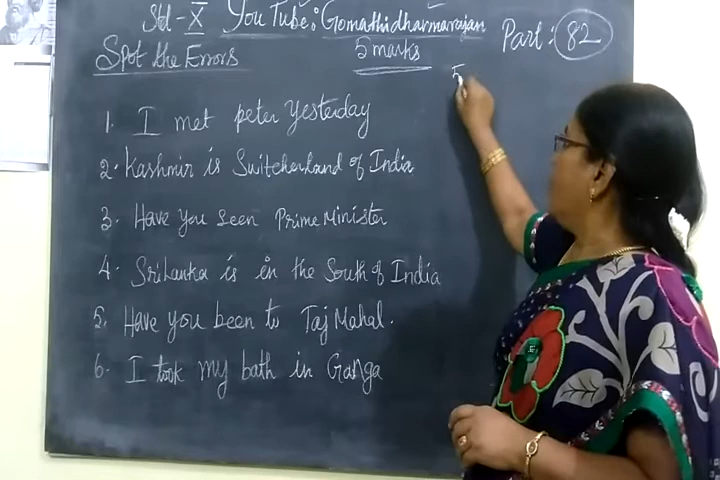 Std - X YouTube: Gomathidharmarajan
Spot the Errors 5 marks Part: 82
5
1. I met peter yesterday
2. Kashmir is Switcherland of India
3. Have you seen Prime Minister
4. SriLanka is in the South of India
5. Have you been to Taj Mahal.
6. I took my bath in Ganga